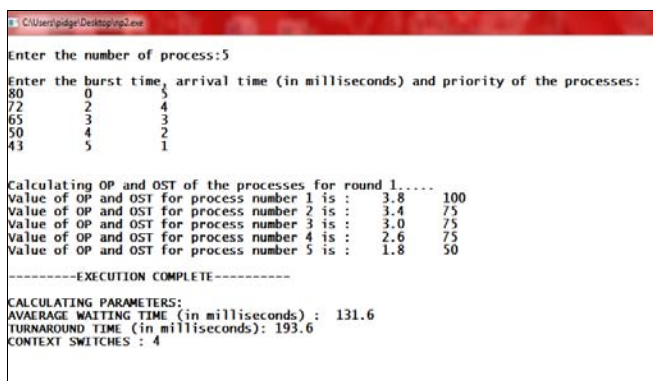 C:\Users\pidge\Desktop\np2.exe
Enter the number of process:5
Enter the burst time, arrival time (in milliseconds) and priority of the processes:
80 0 5
72 2 4
65 3 3
50 4 2
43 5 1
Calculating OP and OST of the processes for round 1.....
Value of OP and OST for process number 1 is : 3.8 100
Value of OP and OST for process number 2 is : 3.4 75
Value of OP and OST for process number 3 is : 3.0 75
Value of OP and OST for process number 4 is : 2.6 75
Value of OP and OST for process number 5 is : 1.8 50
---------EXECUTION COMPLETE----------
CALCULATING PARAMETERS:
AVAERAGE WAITING TIME (in milliseconds) : 131.6
TURNAROUND TIME (in milliseconds): 193.6
CONTEXT SWITCHES : 4